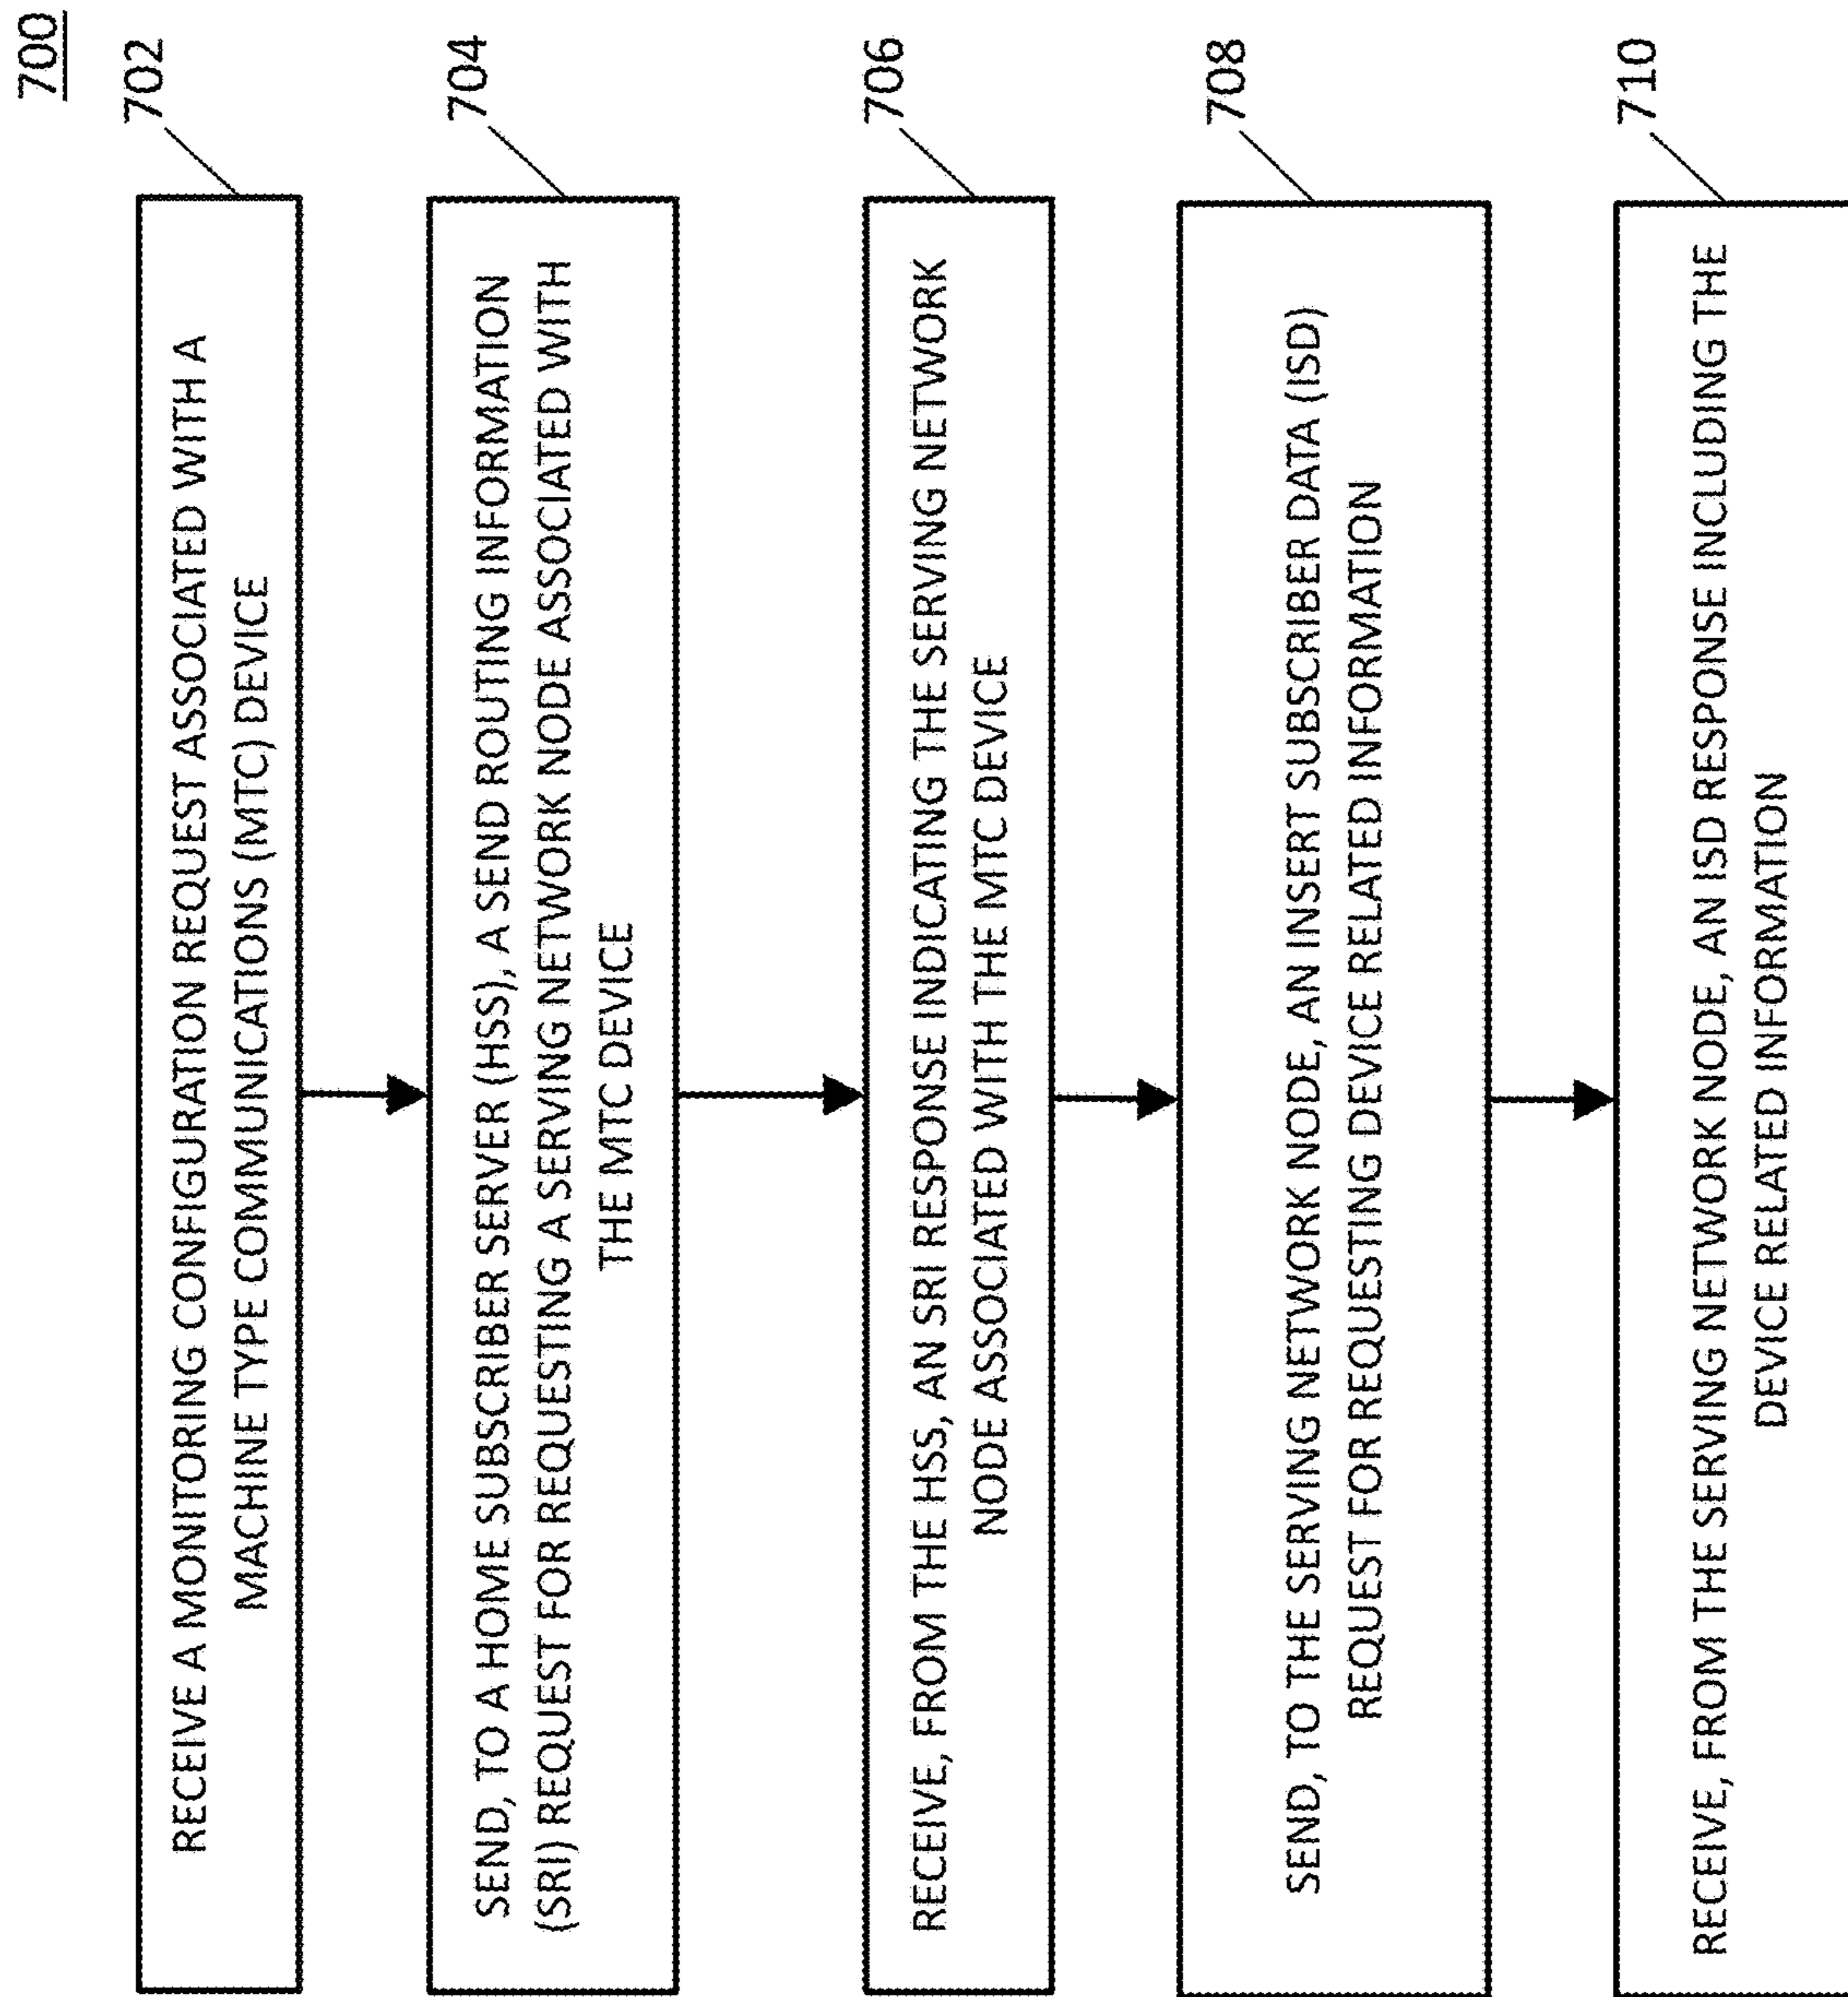 700
702
RECEIVE A MONITORING CONFIGURATION REQUEST ASSOCIATED WITH A
MACHINE TYPE COMMUNICATIONS (MTC) DEVICE
704
SEND, TO A HOME SUBSCRIBER SERVER (HSS), A SEND ROUTING INFORMATION
(SRI) REQUEST FOR REQUESTING A SERVING NETWORK NODE ASSOCIATED WITH
THE MTC DEVICE
706
RECEIVE, FROM THE HSS, AN SRI RESPONSE INDICATING THE SERVING NETWORK
NODE ASSOCIATED WITH THE MTC DEVICE
708
SEND, TO THE SERVING NETWORK NODE, AN INSERT SUBSCRIBER DATA (ISD)
REQUEST FOR REQUESTING DEVICE RELATED INFORMATION
710
RECEIVE, FROM THE SERVING NETWORK NODE, AN ISD RESPONSE INCLUDING THE
DEVICE RELATED INFORMATION